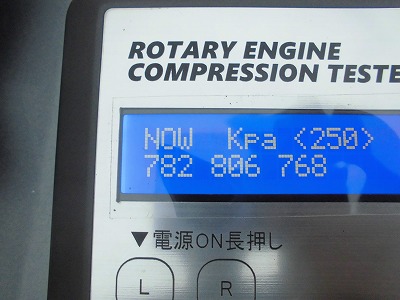 ROTARY ENGINE
COMPRESSION TESTE
NOW Kpa <250>
782 806 768
▼電源ON長押し
L R